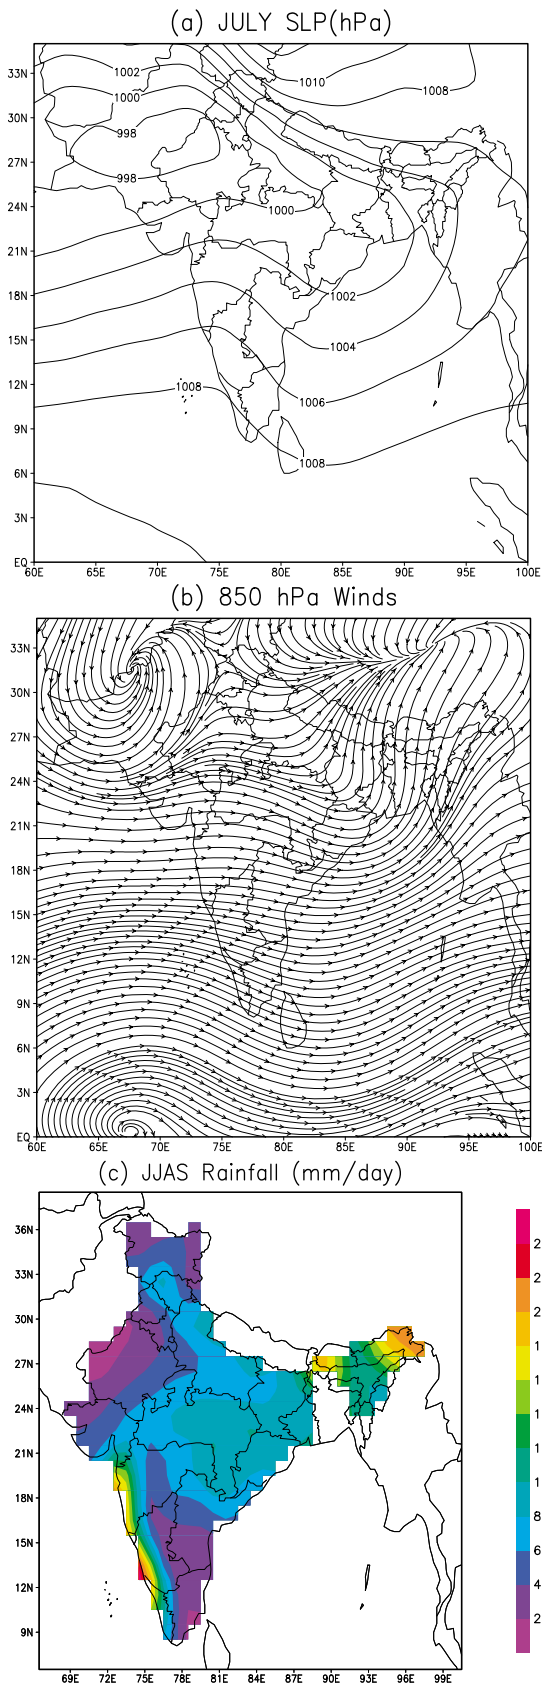 (a) JULY SLP(hPa)
33N
30N
27N
24N
21N
18N
15N
12N
9N
6N
3N
EQ
1002
1000
998
998
1010
1008
1000
1002
1004
1006
1008
1008
60E 65E 70E 75E 80E 85E 90E 95E 100E
(b) 850 hPa Winds
33N
30N
27N
24N
21N
18N
15N
12N
9N
6N
3N
EQ
60E 65E 70E 75E 80E 85E 90E 95E 100E
(c) JJAS Rainfall (mm/day)
36N
33N
30N
27N
24N
21N
18N
15N
12N
9N
69E 72E 75E 78E 81E 84E 87E 90E 93E 96E 99E
2
2
2
1
1
1
1
1
8
6
4
2